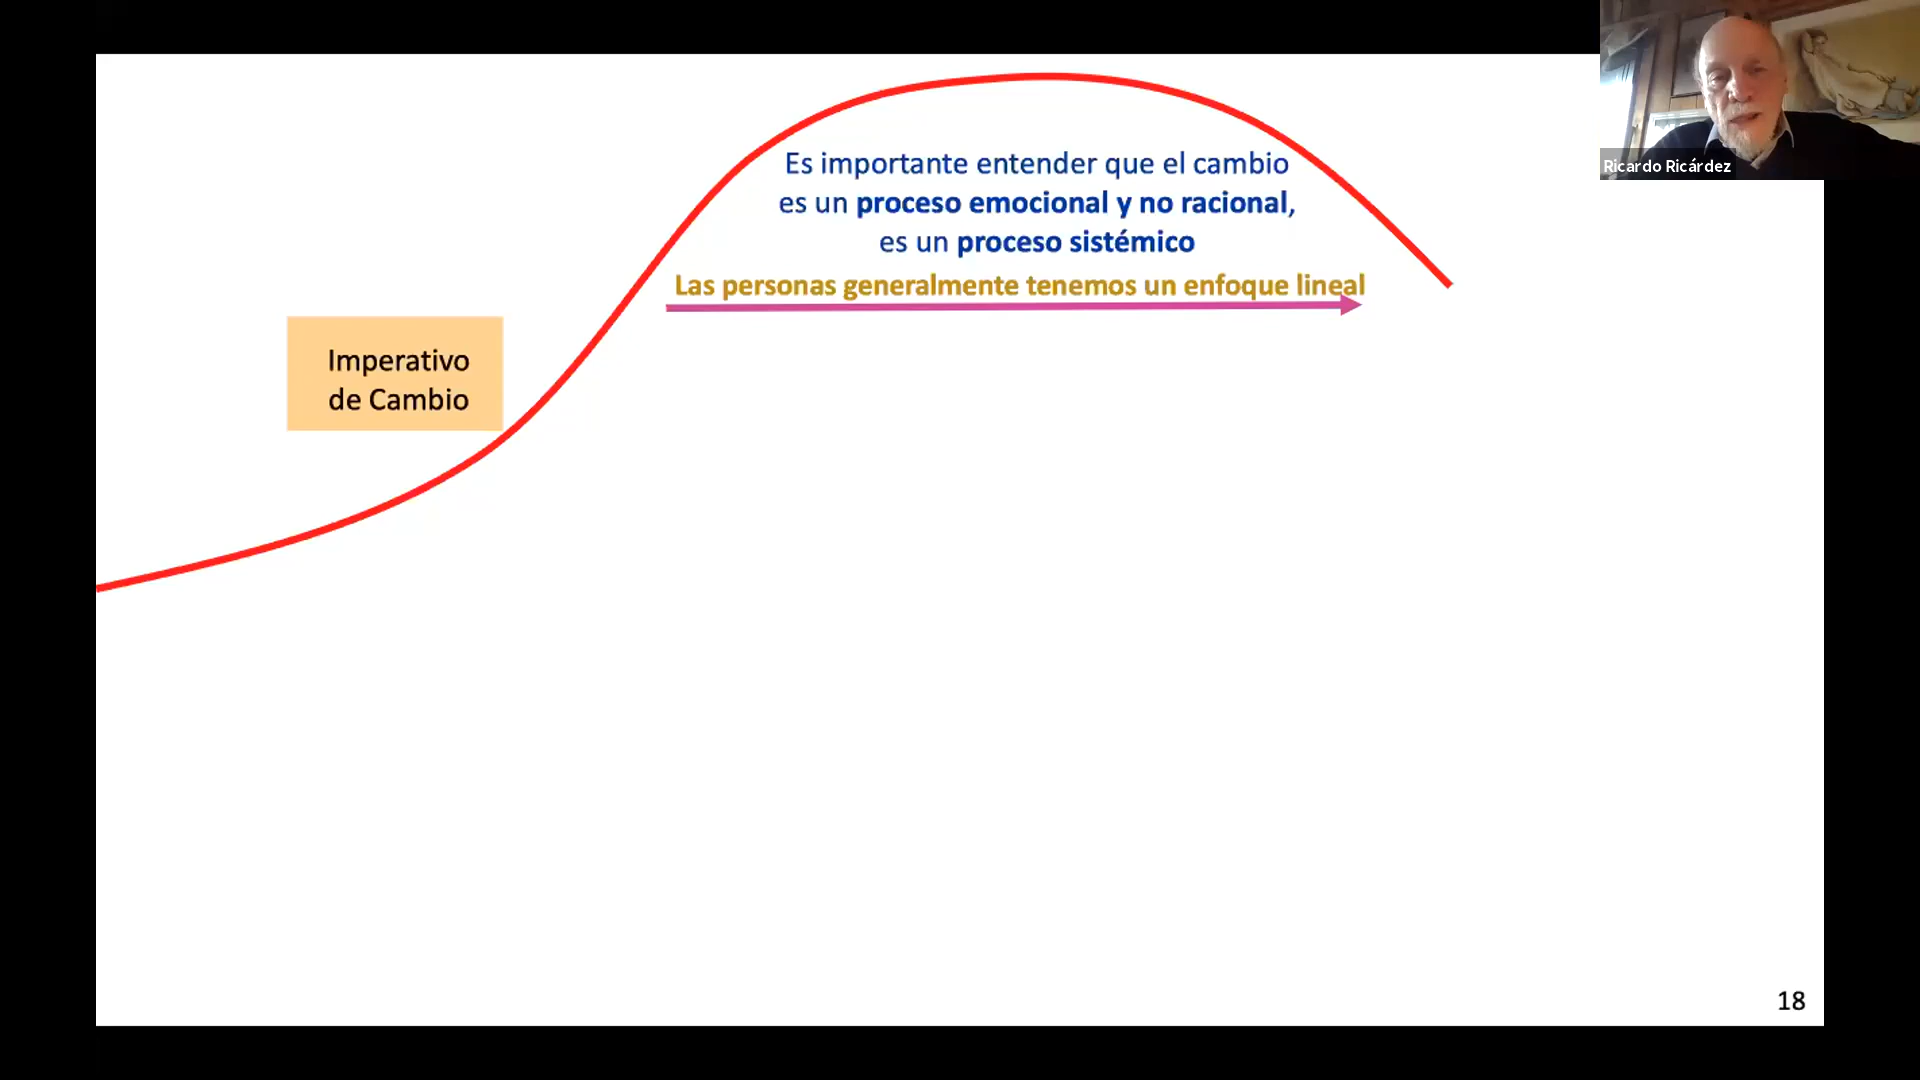 Es importante entender que el cambio
es un proceso emocional y no racional,
es un proceso sistémico
Las personas generalmente tenemos un enfoque lineal
Imperativo
de Cambio
Ricardo Ricárdez
18